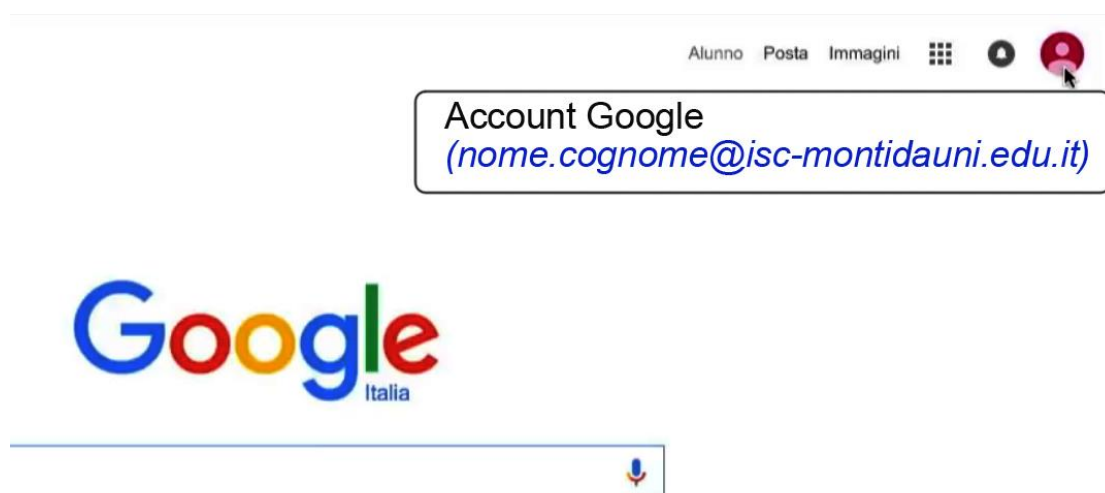 Alunno Posta Immagini
Account Google
(nome.cognome@isc-montidauni.edu.it)
Google
Italia